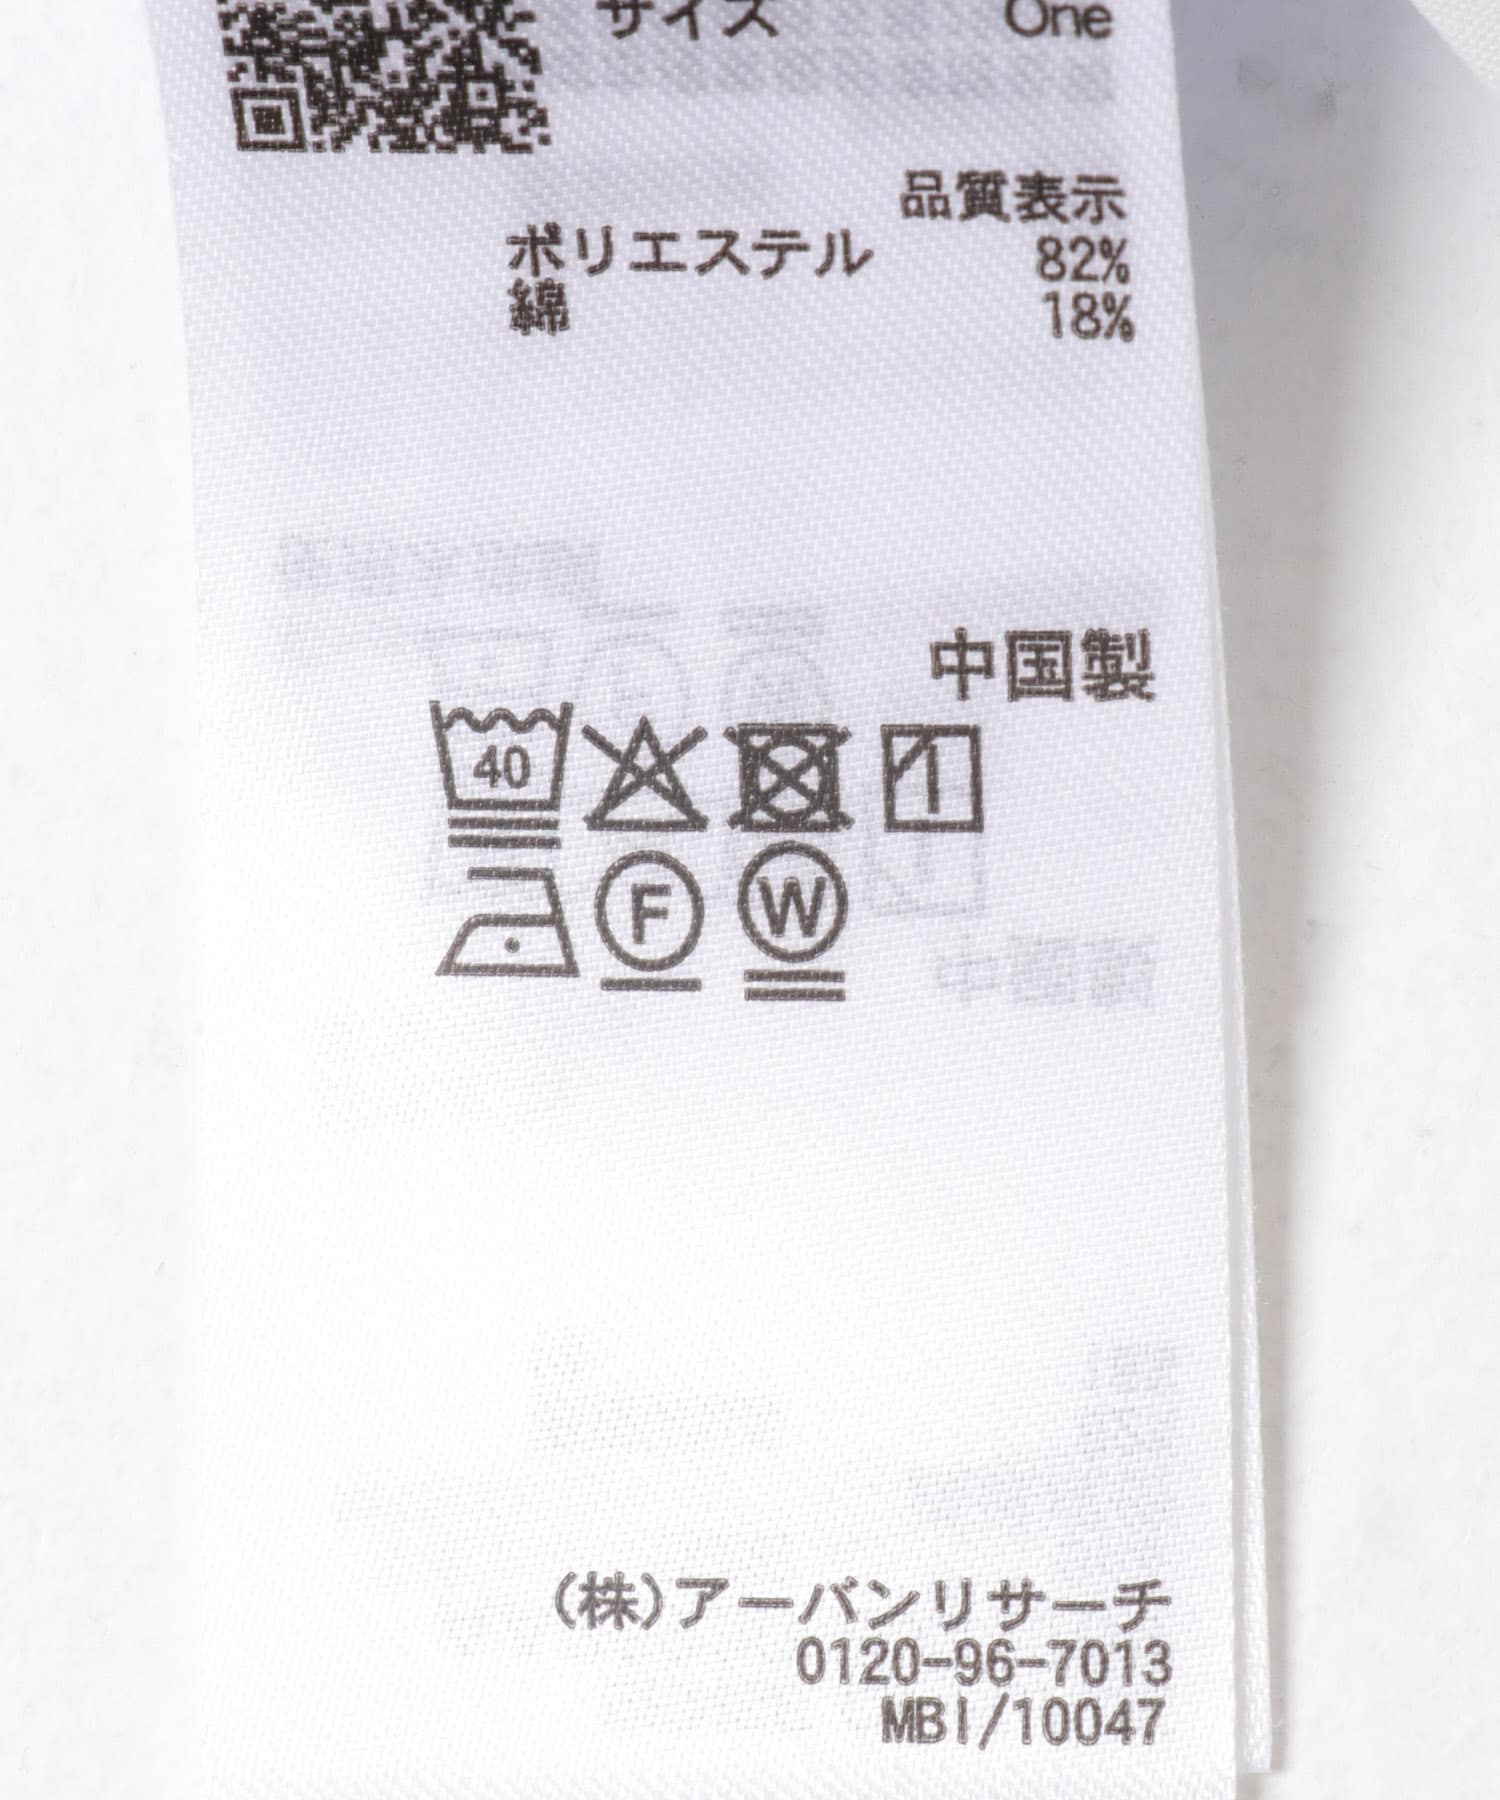 サイズ One
品質表示
ポリエステル 82%
綿 18%
中国製
40
F W
(株)アーバンリサーチ
0120-96-7013
MBI/10047